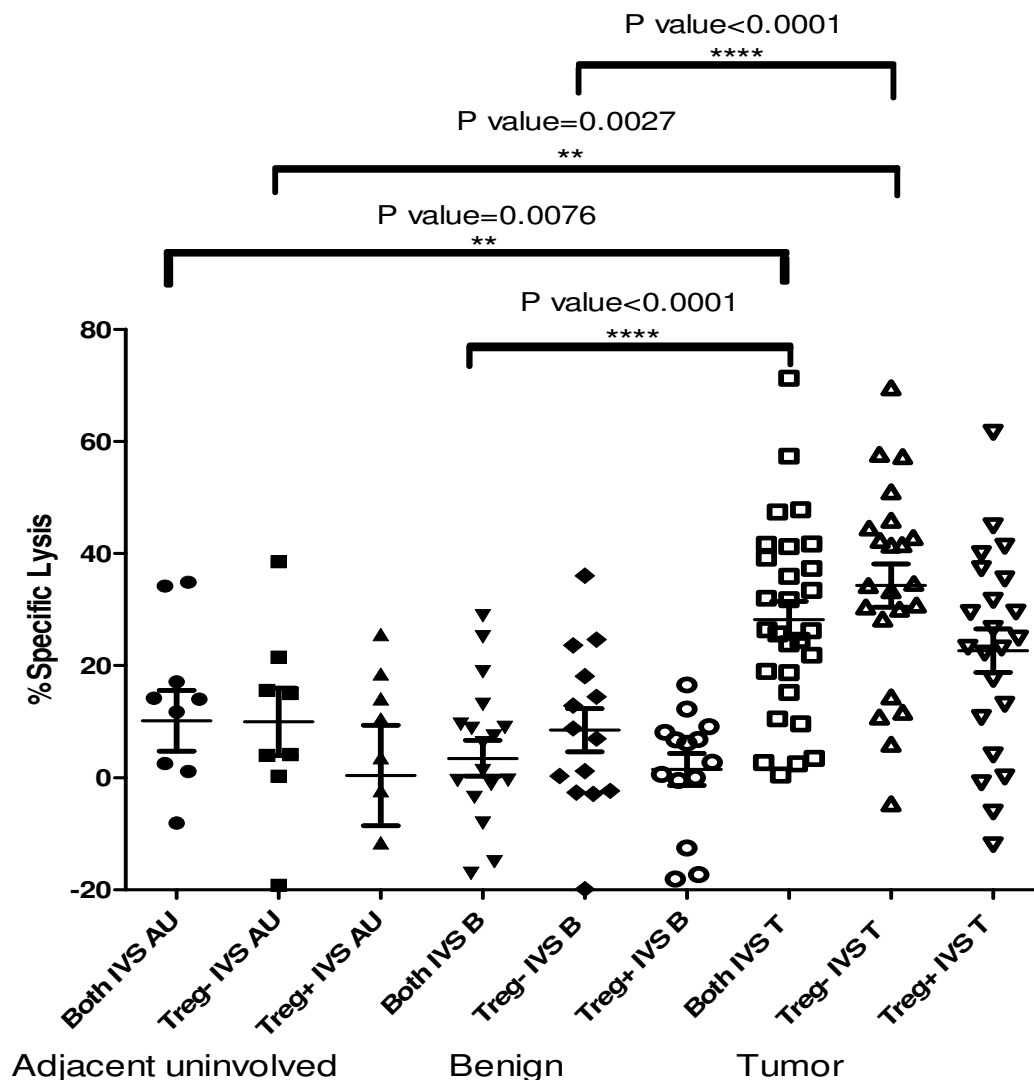 P value<0.0001
****
P value=0.0027
**
P value=0.0076
**
P value<0.0001
****
%Specific Lysis
80
60
40
20
0
-20
Both IVS AU
Treg- IVS AU
Treg+ IVS AU
Both IVS B
Treg- IVS B
Treg+ IVS B
Both IVS T
Treg- IVS T
Treg+ IVS T
Adjacent uninvolved Benign Tumor